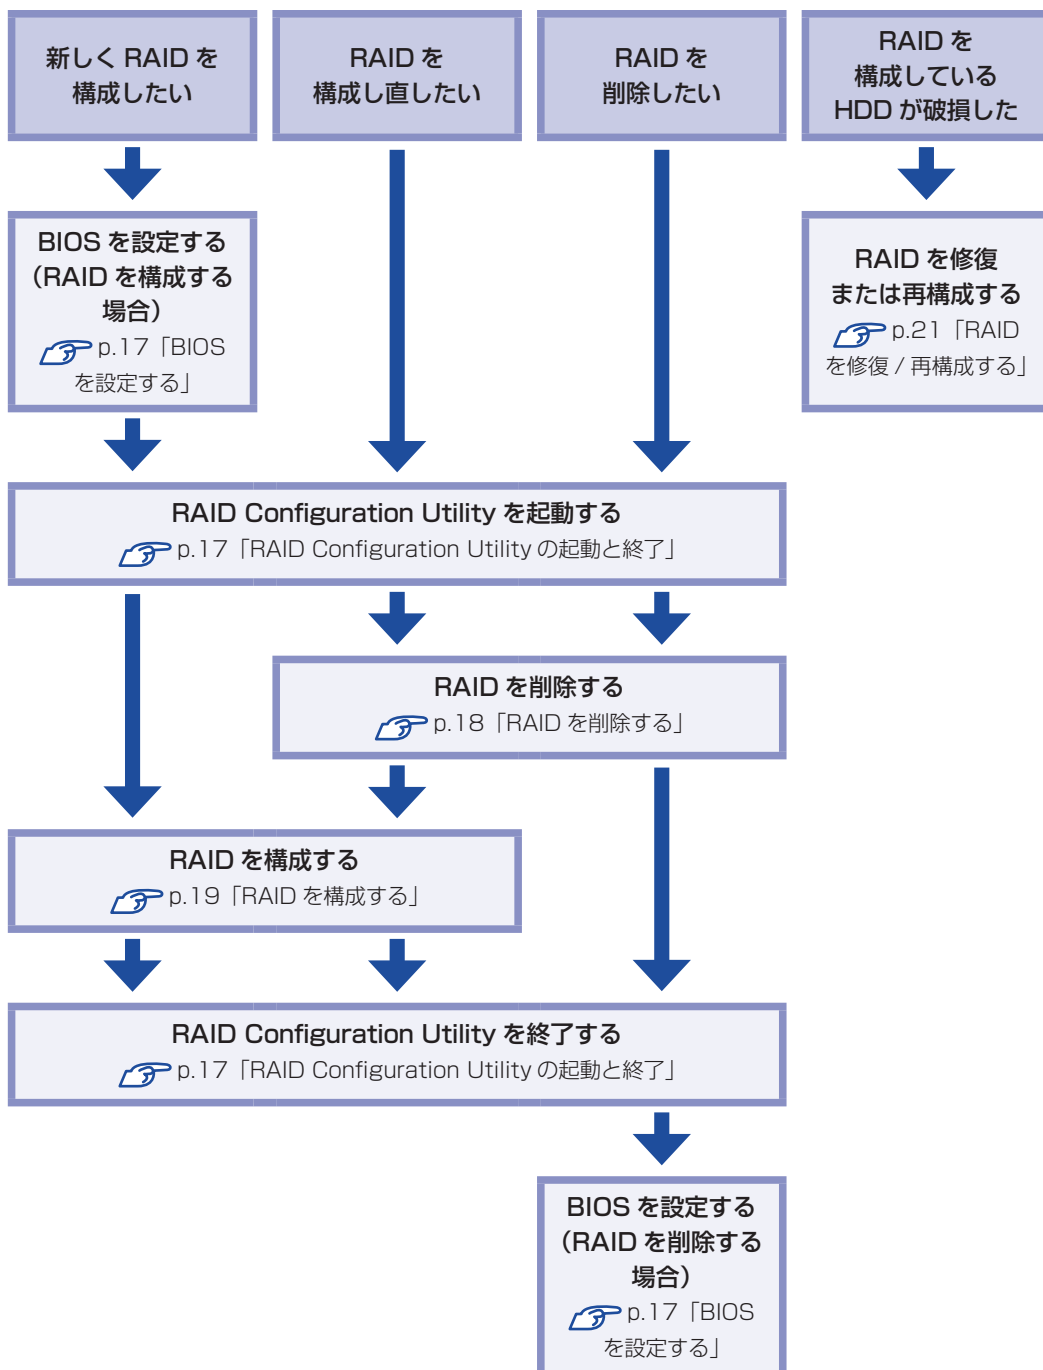 新しく RAID を
構成したい
RAID を
構成し直したい
RAID を
削除したい
RAID を
構成している
HDD が破損した
BIOS を設定する
（RAID を構成する
場合）
p.17「BIOS
を設定する」
RAID を修復
または再構成する
p.21「RAID
を修復 / 再構成する」
RAID Configuration Utility を起動する
p.17「RAID Configuration Utility の起動と終了」
RAID を削除する
p.18「RAID を削除する」
RAID を構成する
p.19「RAID を構成する」
RAID Configuration Utility を終了する
p.17「RAID Configuration Utility の起動と終了」
BIOS を設定する
（RAID を削除する
場合）
p.17「BIOS
を設定する」